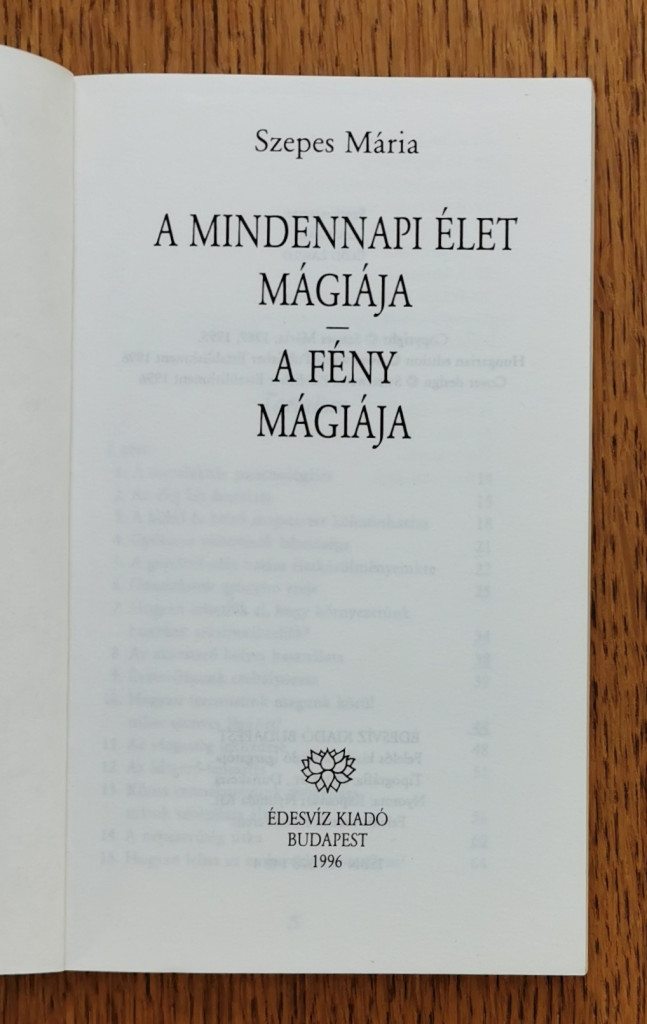 Szepes Mária
A MINDENNAPI ÉLET
MÁGIÁJA
—
A FÉNY
MÁGIÁJA
ÉDESVÍZ KIADÓ
BUDAPEST
1996